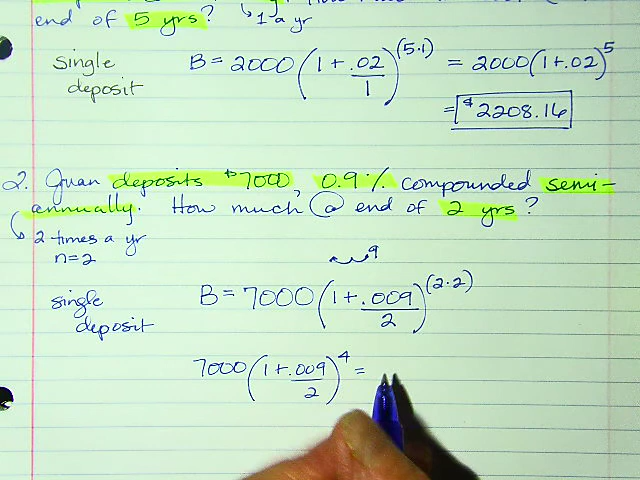 end of 5 yrs? 1 a yr
single deposit B = 2000 (1 + .02/1)^(5·1) = 2000(1+.02)^5
= $2208.16
2. Juan deposits $7000, 0.9% compounded semi-
annually. How much @ end of 2 yrs?
2 times a yr
n=2
single deposit B = 7000 (1 + .009/2)^(2·2)
7000 (1 + .009/2)^4 =